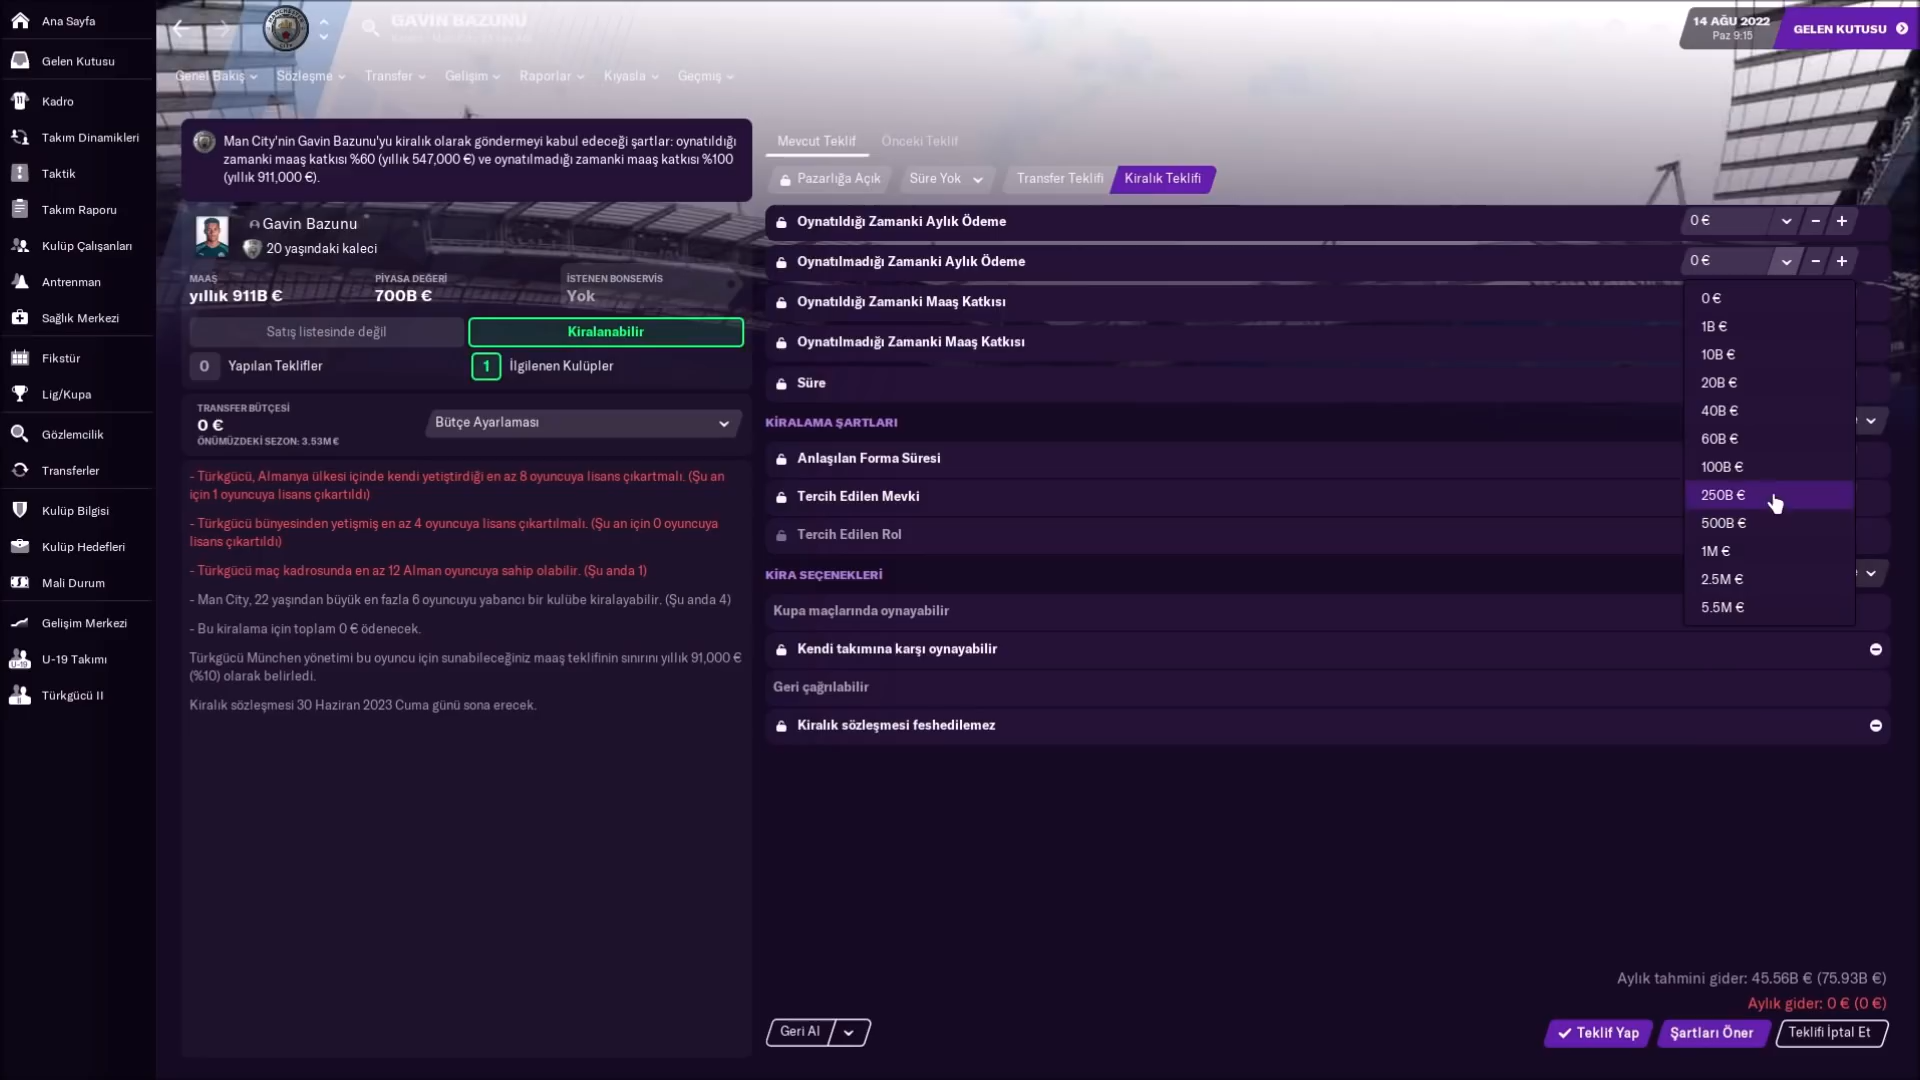 Ana Sayfa
Gelen Kutusu
Kadro
Takım Dinamikleri
Taktik
Takım Raporu
Kulüp Çalışanları
Antrenman
Sağlık Merkezi
Fikstür
Lig/Kupa
Gözlemcilik
Transferler
Kulüp Bilgisi
Kulüp Hedefleri
Mali Durum
Gelişim Merkezi
U-19 Takımı
Türkgücü II
GAVIN BAZUNU
14 AĞU 2022
Paz 9:15
GELEN KUTUSU
Genel Bakış
Sözleşme
Transfer
Gelişim
Raporlar
Kıyasla
Geçmiş
Man City'nin Gavin Bazunu'yu kiralık olarak göndermeyi kabul edeceği şartlar: oynatıldığı
zamanki maaş katkısı %60 (yıllık 547,000 €) ve oynatılmadığı zamanki maaş katkısı %100
(yıllık 911,000 €).
Gavin Bazunu
20 yaşındaki kaleci
MAAŞ
yıllık 911B €
PİYASA DEĞERİ
700B €
İSTENEN BONSERVİS
Yok
Satış listesinde değil
Kiralanabilir
0 Yapılan Teklifler
1 İlgilenen Kulüpler
TRANSFER BÜTÇESİ
0 €
ÖNÜMÜZDEKİ SEZON: 3.53M €
Bütçe Ayarlaması
- Türkgücü, Almanya ülkesi içinde kendi yetiştirdiği en az 8 oyuncuya lisans çıkartmalı. (Şu an
için 1 oyuncuya lisans çıkartıldı)
- Türkgücü bünyesinden yetişmiş en az 4 oyuncuya lisans çıkartılmalı. (Şu an için 0 oyuncuya
lisans çıkartıldı)
- Türkgücü maç kadrosunda en az 12 Alman oyuncuya sahip olabilir. (Şu anda 1)
- Man City, 22 yaşından büyük en fazla 6 oyuncuyu yabancı bir kulübe kiralayabilir. (Şu anda 4)
- Bu kiralama için toplam 0 € ödenecek.
Türkgücü München yönetimi bu oyuncu için sunabileceğiniz maaş teklifinin sınırını yıllık 91,000 €
(%10) olarak belirledi.
Kiralık sözleşmesi 30 Haziran 2023 Cuma günü sona erecek.
Mevcut Teklif
Önceki Teklif
Pazarlığa Açık
Süre Yok
Transfer Teklifi
Kiralık Teklifi
Oynatıldığı Zamanki Aylık Ödeme
0 €
Oynatılmadığı Zamanki Aylık Ödeme
0 €
Oynatıldığı Zamanki Maaş Katkısı
Oynatılmadığı Zamanki Maaş Katkısı
Süre
KİRALAMA ŞARTLARI
Anlaşılan Forma Süresi
Tercih Edilen Mevki
Tercih Edilen Rol
KİRA SEÇENEKLERİ
Kupa maçlarında oynayabilir
Kendi takımına karşı oynayabilir
Geri çağrılabilir
Kiralık sözleşmesi feshedilemez
0 €
1B €
10B €
20B €
40B €
60B €
100B €
250B €
500B €
1M €
2.5M €
5.5M €
Aylık tahmini gider: 45.56B € (75.93B €)
Aylık gider: 0 € (0 €)
Geri Al
Teklif Yap
Şartları Öner
Teklifi İptal Et